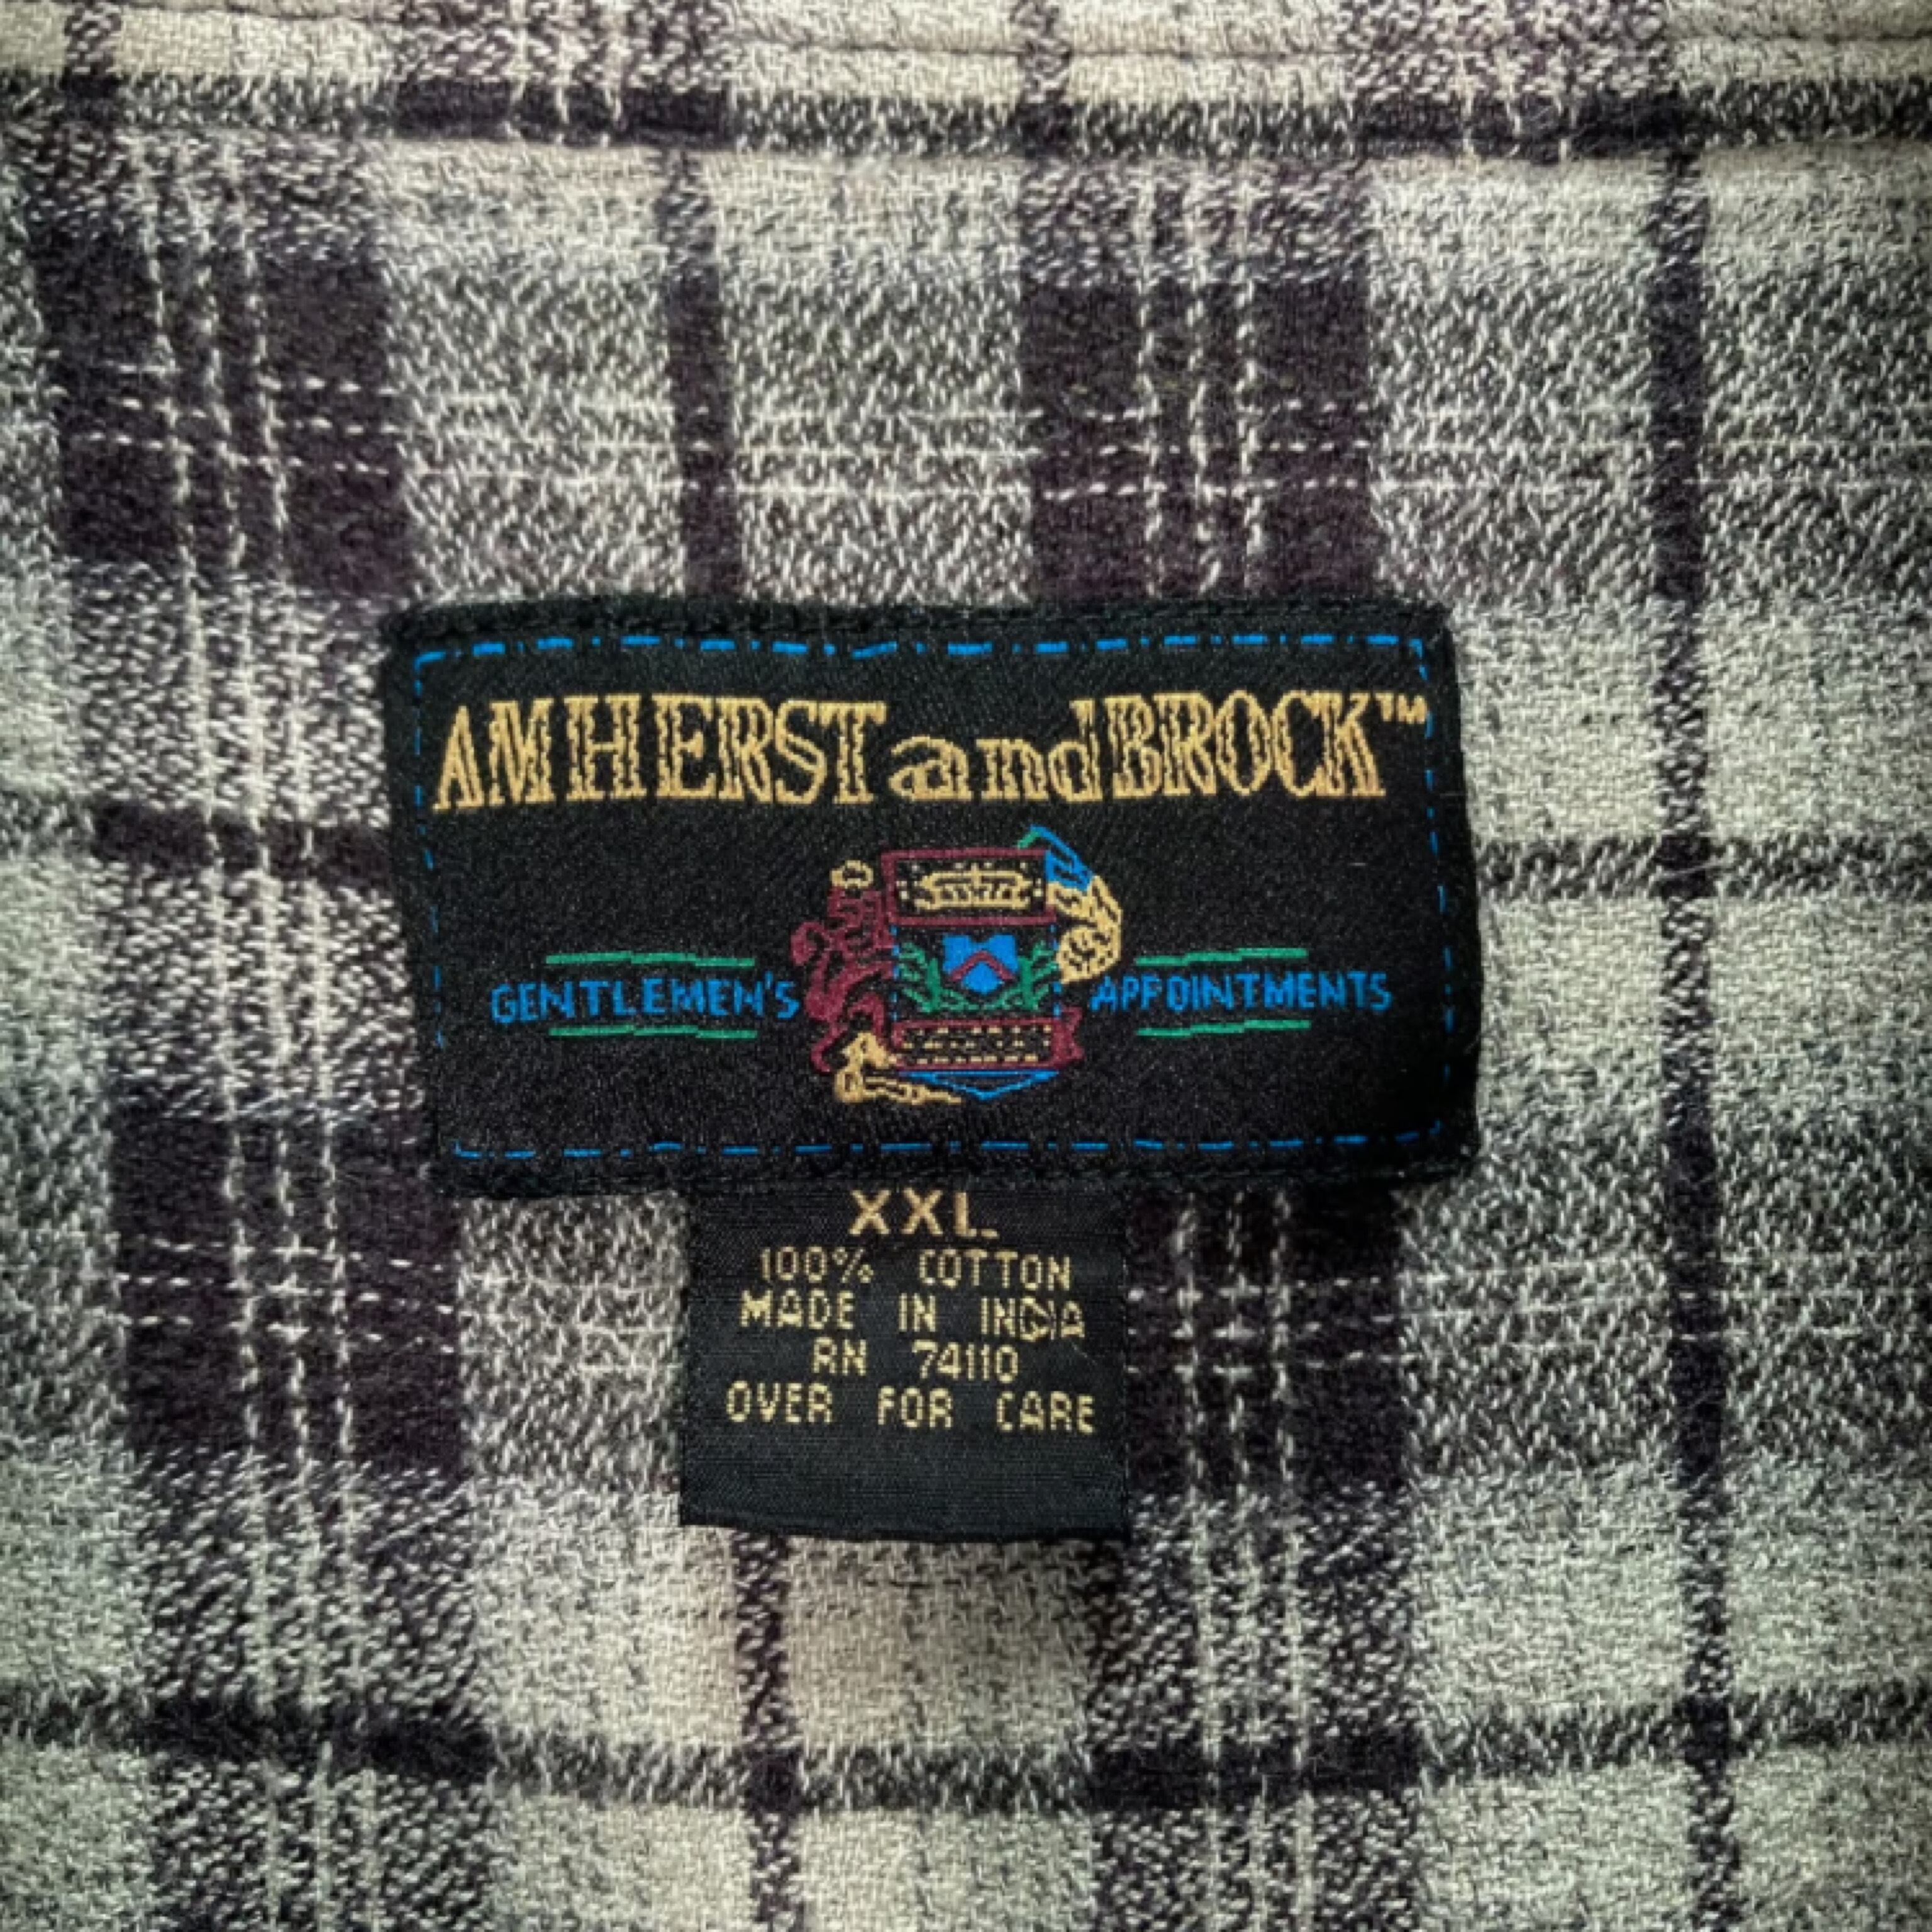 AMHERST and BROCK™
GENTLEMEN'S APPOINTMENTS
XXL
100% COTTON
MADE IN INDIA
RN 74110
OVER FOR CARE